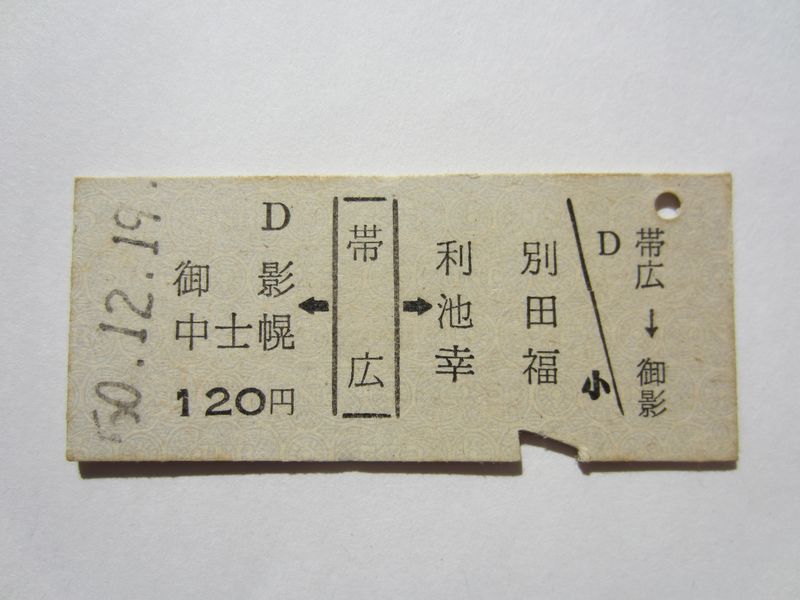 50.12.19.
D
御影
中士幌
120円
帯広
利別
池田
幸福
小
D
帯広→御影